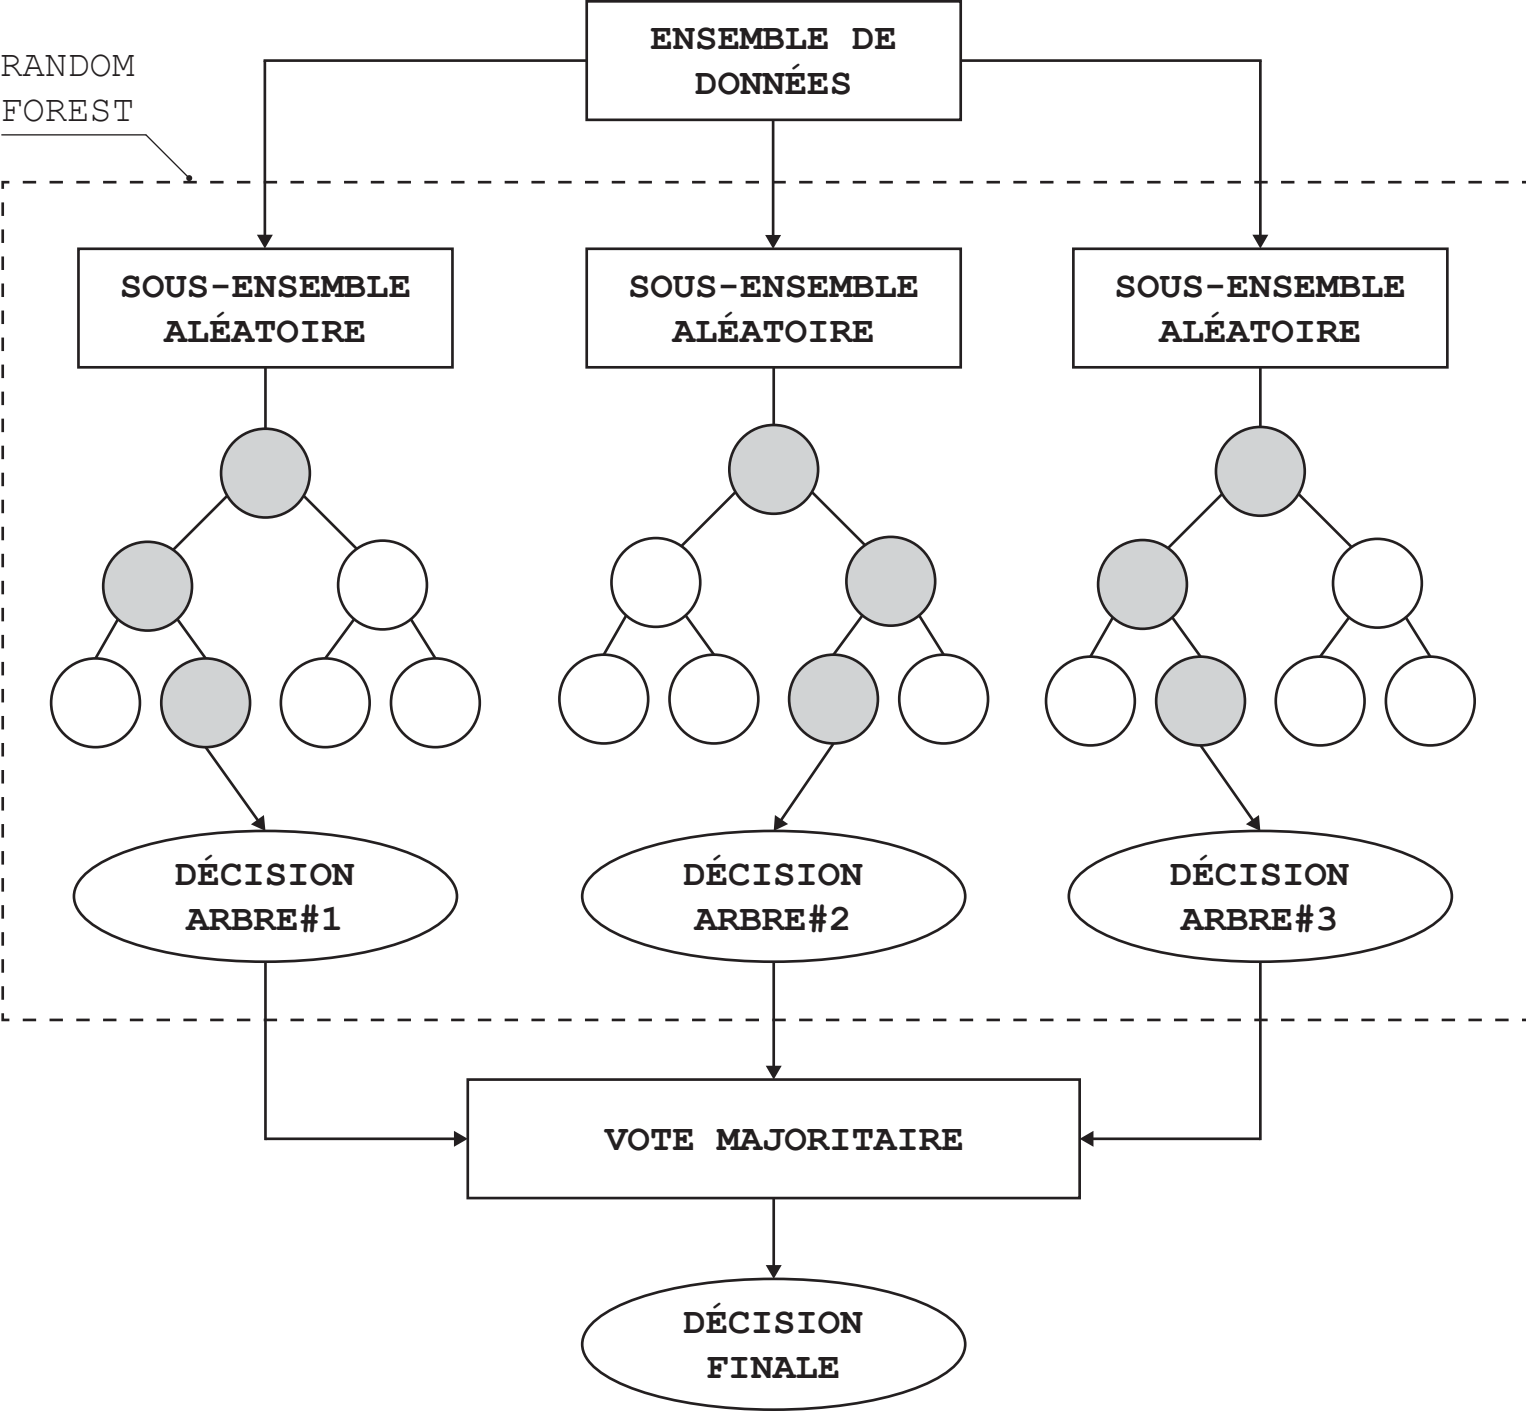 ENSEMBLE DE
DONNÉES
RANDOM
FOREST
SOUS-ENSEMBLE
ALÉATOIRE
SOUS-ENSEMBLE
ALÉATOIRE
SOUS-ENSEMBLE
ALÉATOIRE
DÉCISION
ARBRE#1
DÉCISION
ARBRE#2
DÉCISION
ARBRE#3
VOTE MAJORITAIRE
DÉCISION
FINALE